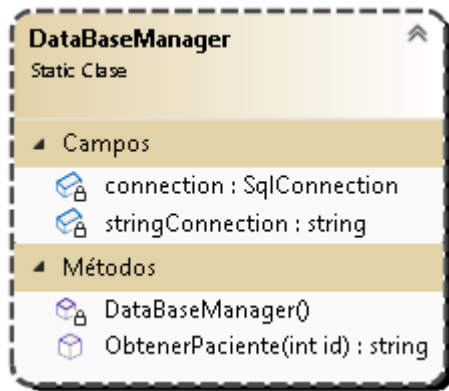 DataBaseManager
Static Clase
Campos
connection : SqlConnection
stringConnection : string
Métodos
DataBaseManager()
ObtenerPaciente(int id) : string